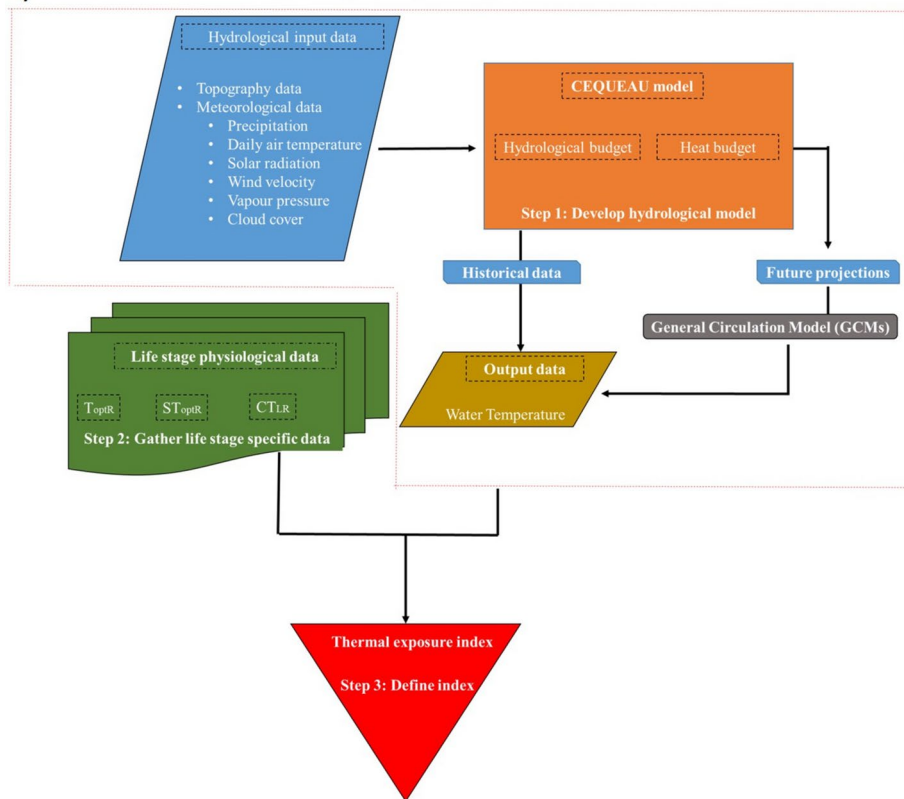 Hydrological input data
• Topography data
• Meteorological data
• Precipitation
• Daily air temperature
• Solar radiation
• Wind velocity
• Vapour pressure
• Cloud cover
CEQUEAU model
Hydrological budget
Heat budget
Step 1: Develop hydrological model
Historical data
Future projections
General Circulation Model (GCMs)
Output data
Water Temperature
Life stage physiological data
ToptR
SToptR
CTLR
Step 2: Gather life stage specific data
Thermal exposure index
Step 3: Define index